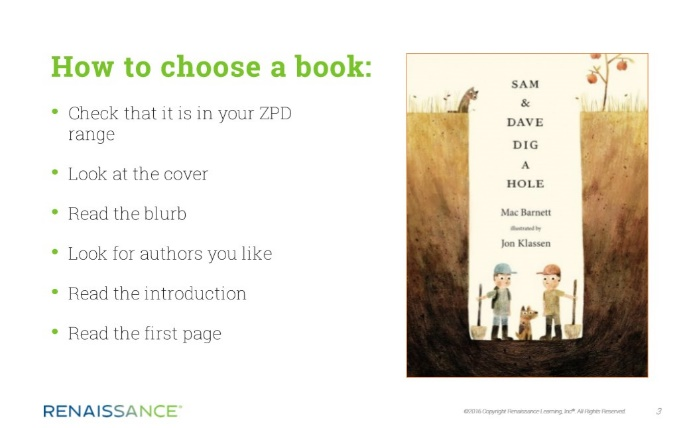 How to choose a book:
• Check that it is in your ZPD
range
• Look at the cover
• Read the blurb
• Look for authors you like
• Read the introduction
• Read the first page
SAM
&
DAVE
DIG
A
HOLE
Mac Barnett
illustrated by
Jon Klassen
RENAISSANCE®
©2016 Copyright Renaissance Learning, Inc®. All Rights Reserved.
3